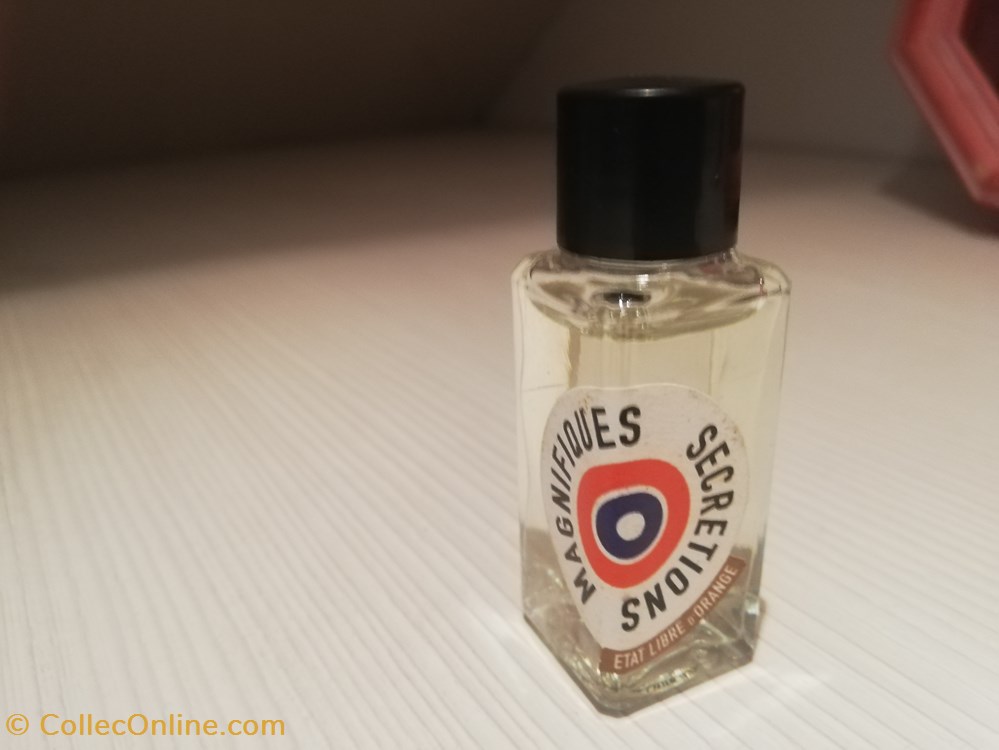 MAGNIFIQUES
SECRETIONS
ETAT LIBRE D'ORANGE
© CollecOnline.com